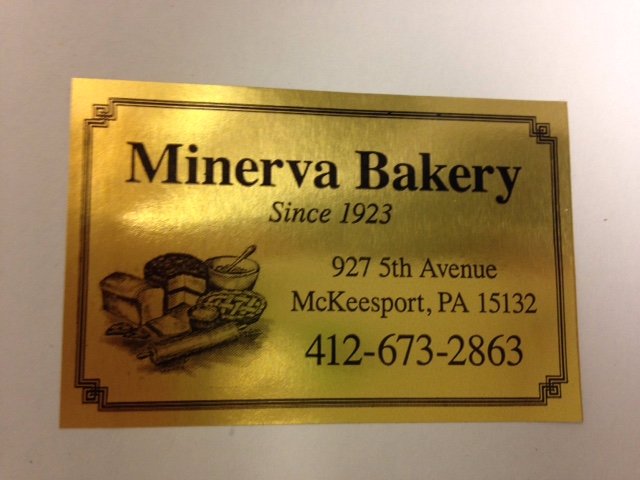 Minerva Bakery
Since 1923
927 5th Avenue
McKeesport, PA 15132
412-673-2863